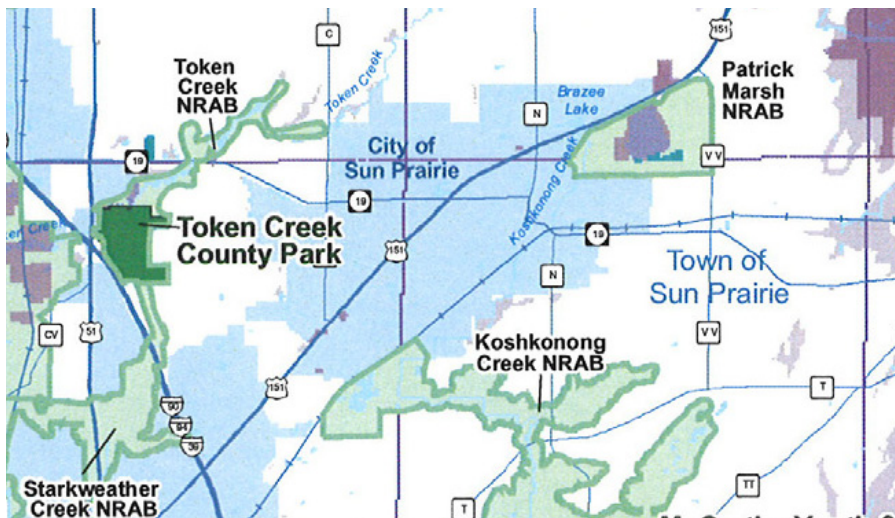 151
C
Token
Creek
NRAB
Token Creek
Brazee
Lake
Patrick
Marsh
NRAB
N
City of
Sun Prairie
19
V V
19
Koshkonong Creek
Token Creek
County Park
151
19
Town of
Sun Prairie
N
CV
51
V V
Koshkonong
Creek NRAB
151
T
90
94
39
Starkweather
Creek NRAB
T
TT